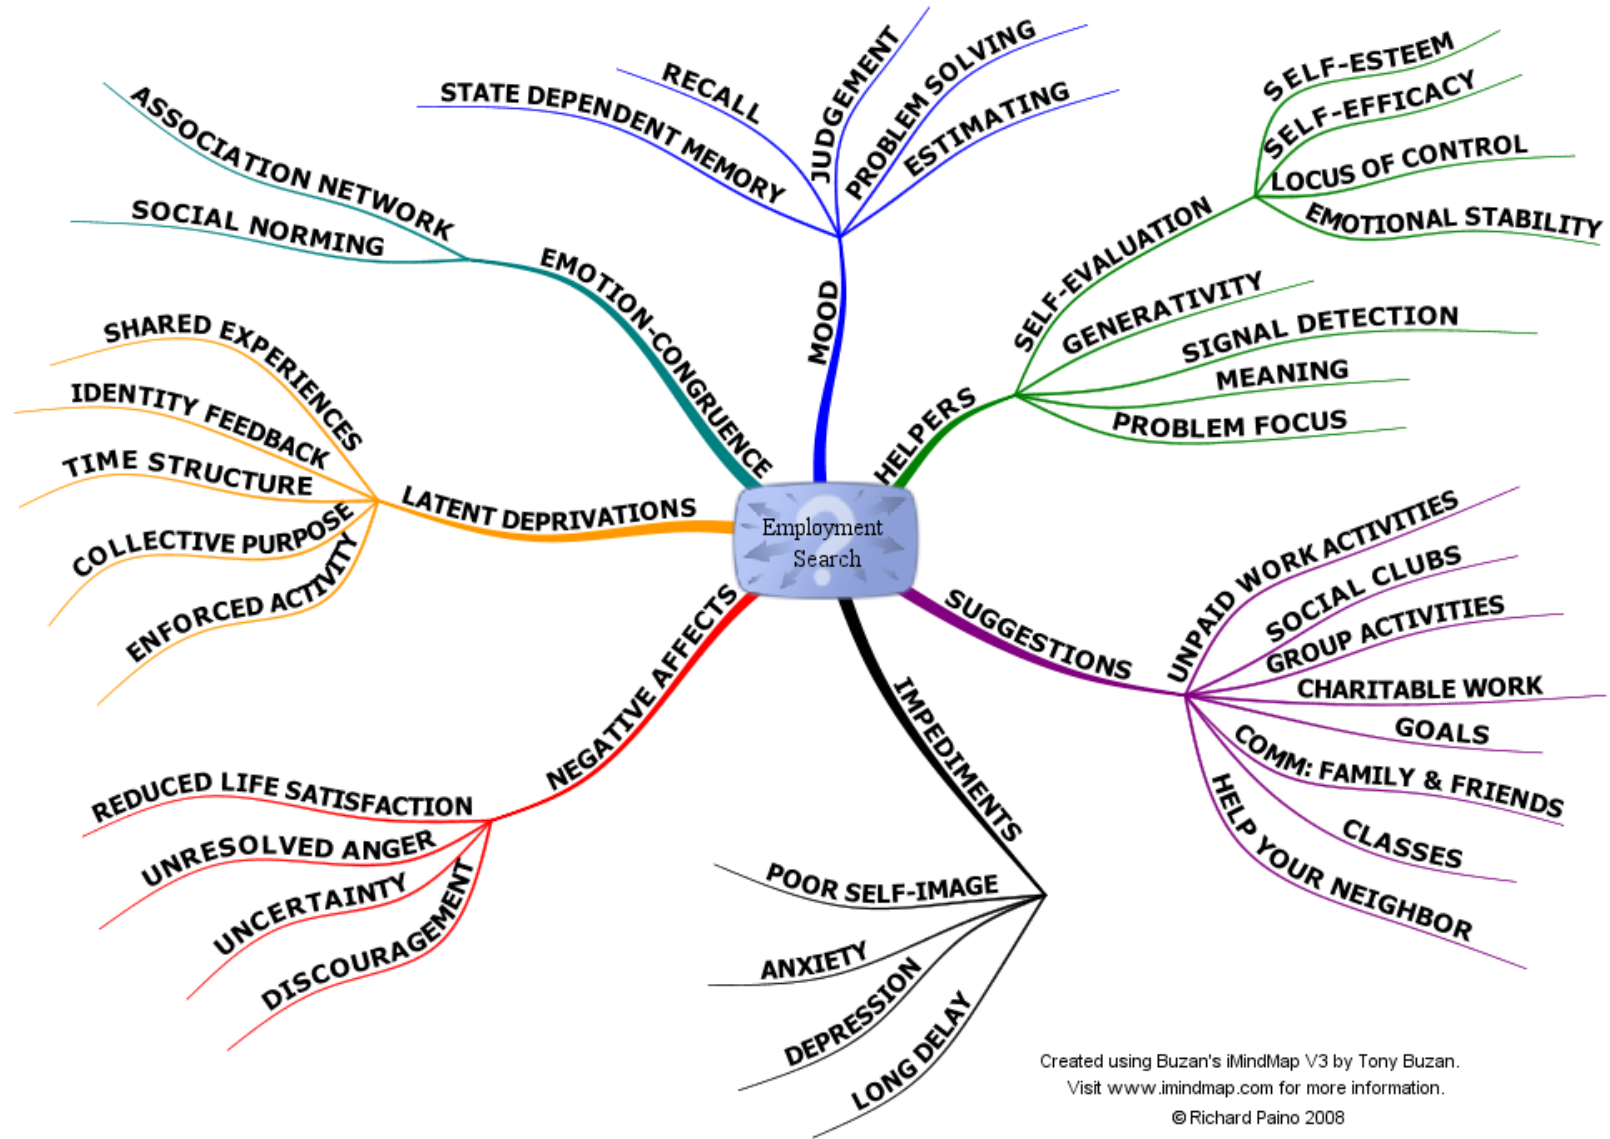 Employment
Search
MOOD
STATE DEPENDENT MEMORY
RECALL
JUDGEMENT
PROBLEM SOLVING
ESTIMATING
HELPERS
SELF-EVALUATION
SELF-ESTEEM
SELF-EFFICACY
LOCUS OF CONTROL
EMOTIONAL STABILITY
GENERATIVITY
SIGNAL DETECTION
MEANING
PROBLEM FOCUS
SUGGESTIONS
UNPAID WORK ACTIVITIES
SOCIAL CLUBS
GROUP ACTIVITIES
CHARITABLE WORK
GOALS
COMM: FAMILY & FRIENDS
CLASSES
HELP YOUR NEIGHBOR
IMPEDIMENTS
POOR SELF-IMAGE
ANXIETY
DEPRESSION
LONG DELAY
NEGATIVE AFFECTS
REDUCED LIFE SATISFACTION
UNRESOLVED ANGER
UNCERTAINTY
DISCOURAGEMENT
LATENT DEPRIVATIONS
SHARED EXPERIENCES
IDENTITY FEEDBACK
TIME STRUCTURE
COLLECTIVE PURPOSE
ENFORCED ACTIVITY
EMOTION-CONGRUENCE
ASSOCIATION NETWORK
SOCIAL NORMING
Created using Buzan's iMindMap V3 by Tony Buzan.
Visit www.imindmap.com for more information.
© Richard Paino 2008